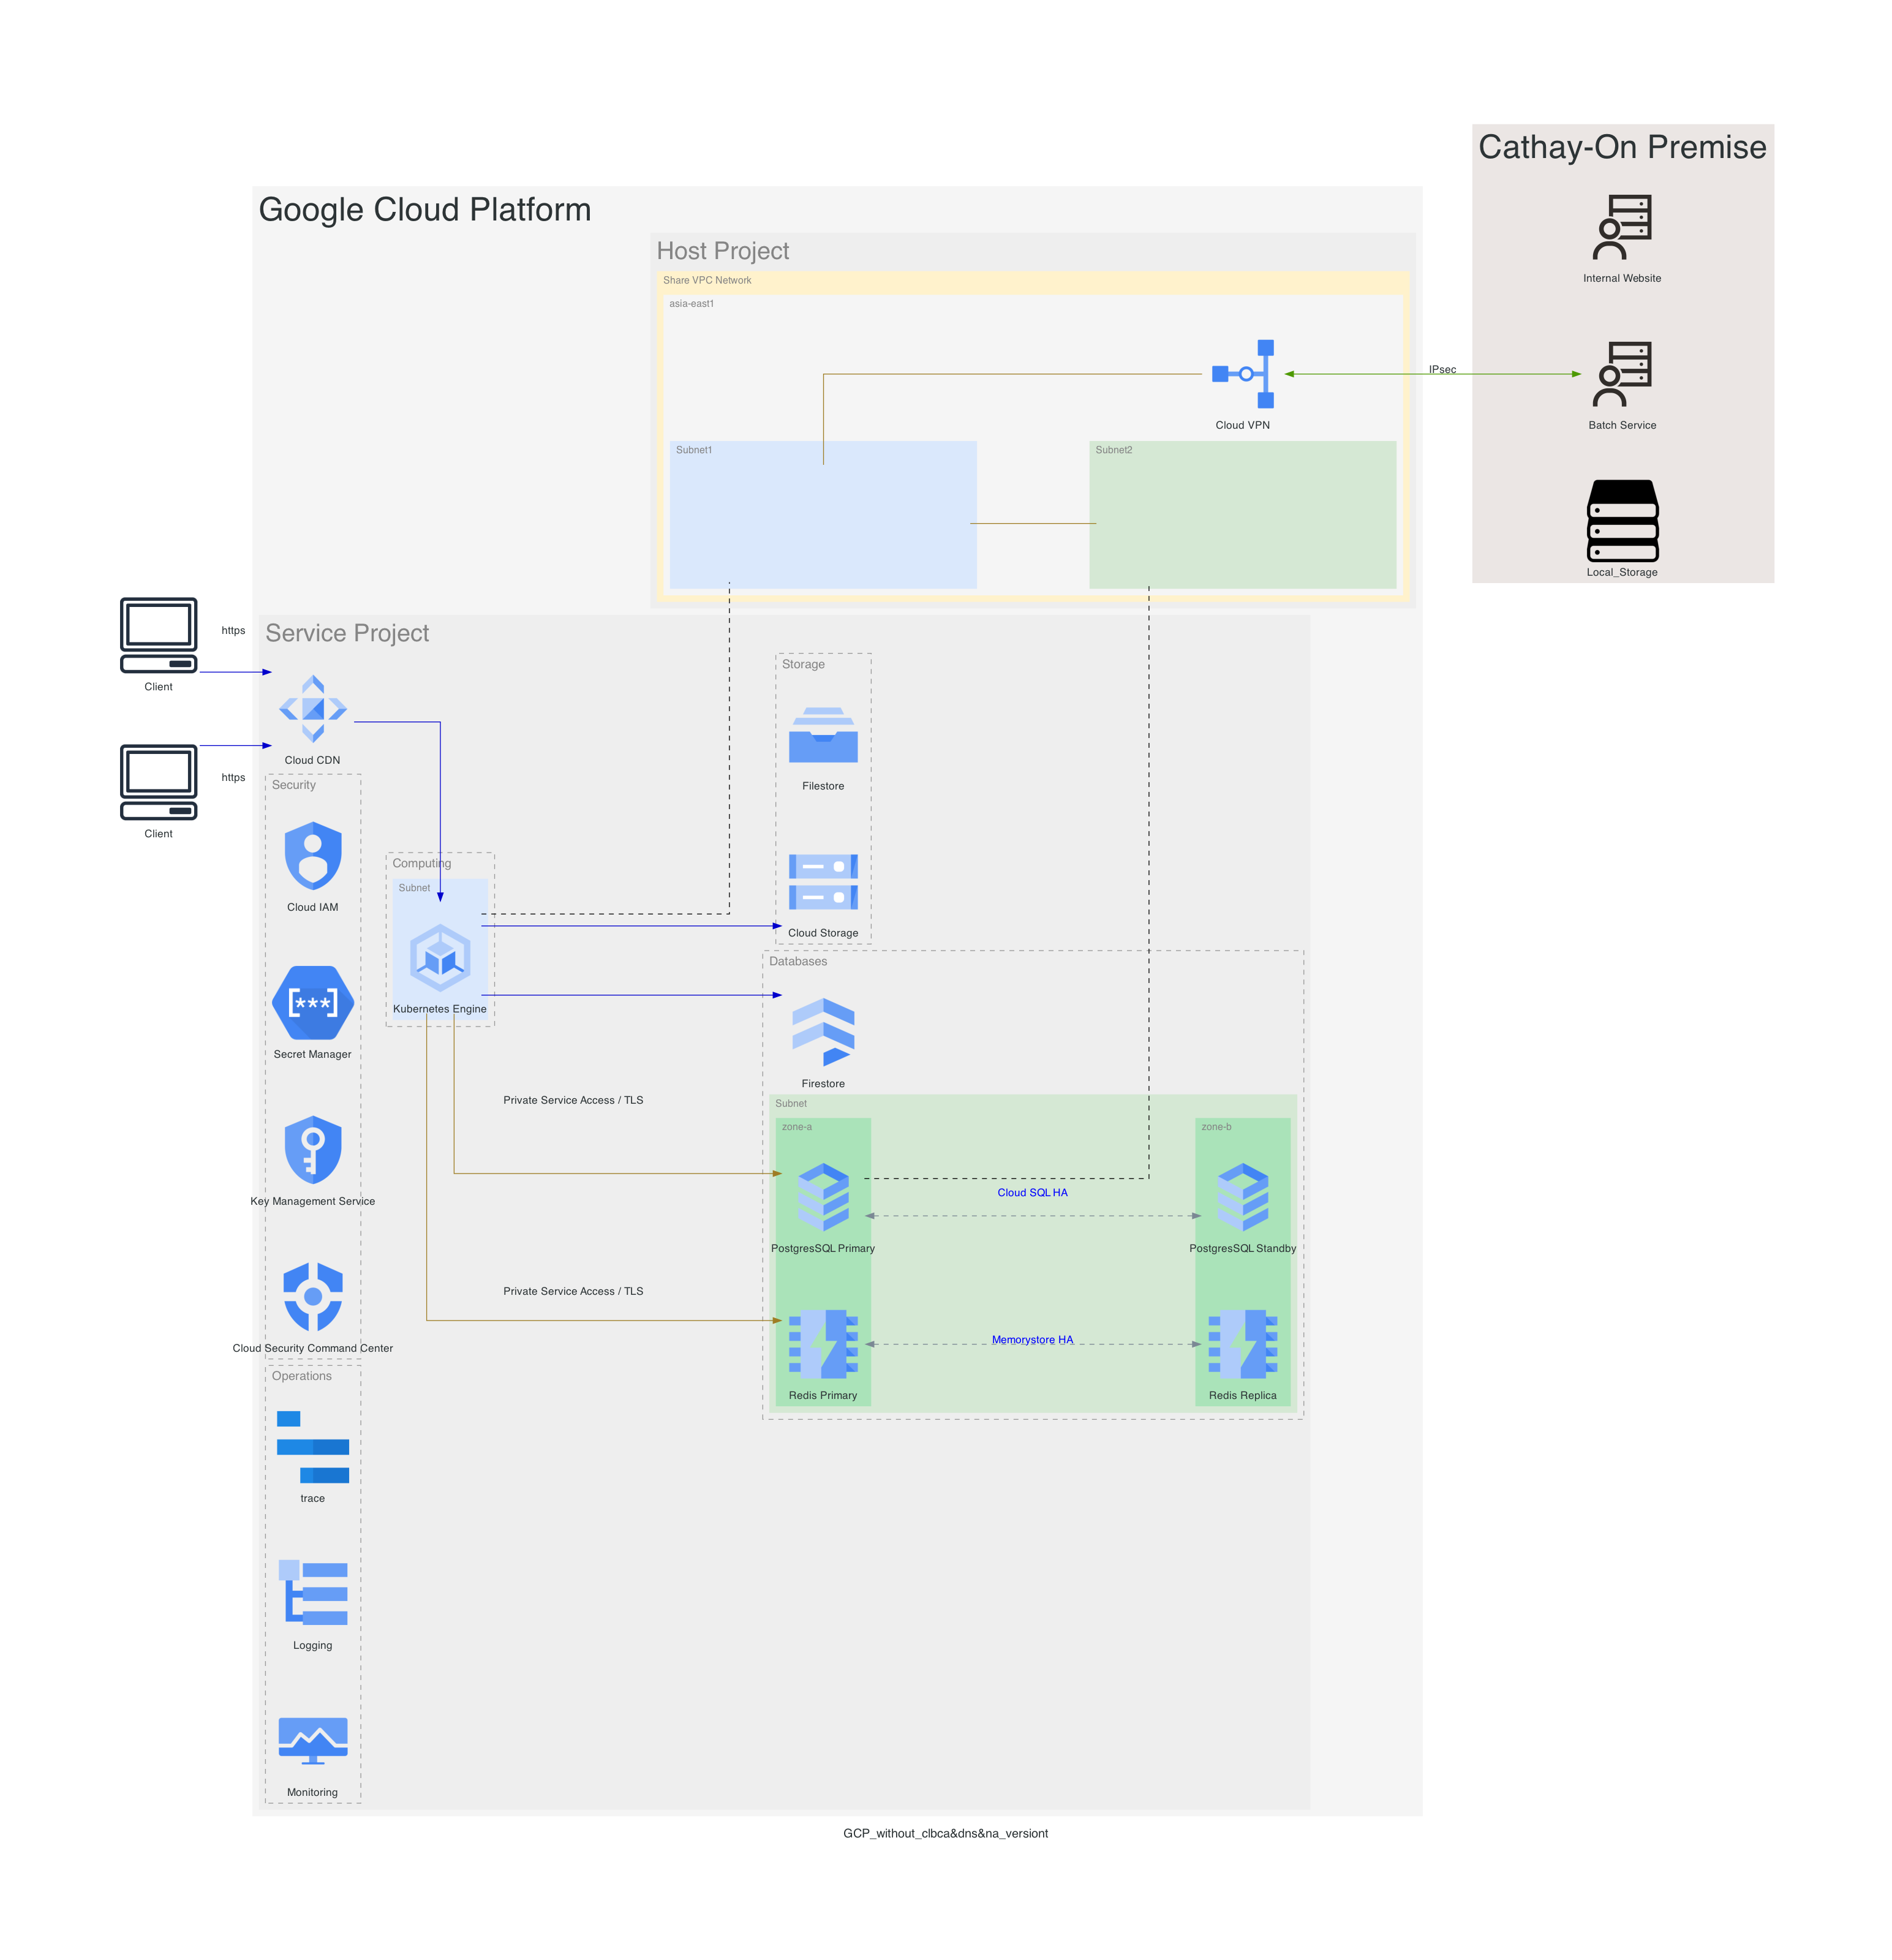 Cathay-On Premise
Internal Website
Batch Service
Local_Storage
IPsec
Google Cloud Platform
Host Project
Share VPC Network
asia-east1
Cloud VPN
Subnet1
Subnet2
Client
https
Client
https
Service Project
Cloud CDN
Security
Cloud IAM
Secret Manager
Key Management Service
Cloud Security Command Center
Operations
trace
Logging
Monitoring
Computing
Subnet
Kubernetes Engine
Private Service Access / TLS
Private Service Access / TLS
Storage
Filestore
Cloud Storage
Databases
Firestore
Subnet
zone-a
zone-b
Cloud SQL HA
PostgresSQL Primary
PostgresSQL Standby
Memorystore HA
Redis Primary
Redis Replica
GCP_without_clbca&dns&na_versiont